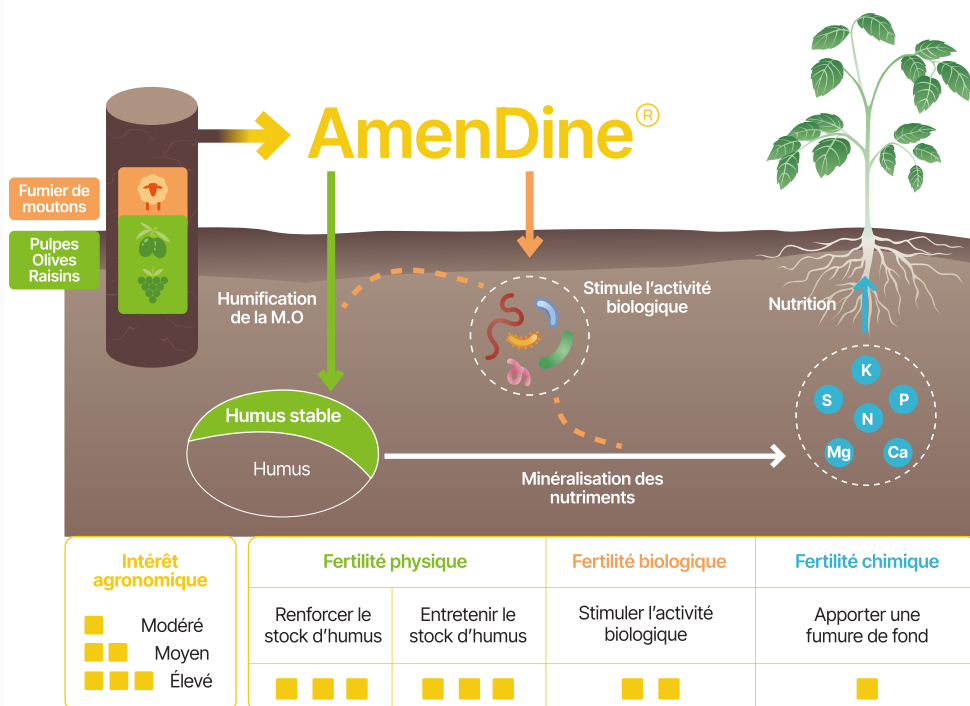 AmenDine®
Fumier de
moutons
Pulpes
Olives
Raisins
Humification
de la M.O
Stimule l'activité
biologique
Nutrition
K
S
P
N
Mg
Ca
Humus stable
Humus
Minéralisation des
nutriments
Intérêt
agronomique
Modéré
Moyen
Élevé
Fertilité physique
Fertilité biologique
Fertilité chimique
Renforcer le
stock d'humus
Entretenir le
stock d'humus
Stimuler l'activité
biologique
Apporter une
fumure de fond